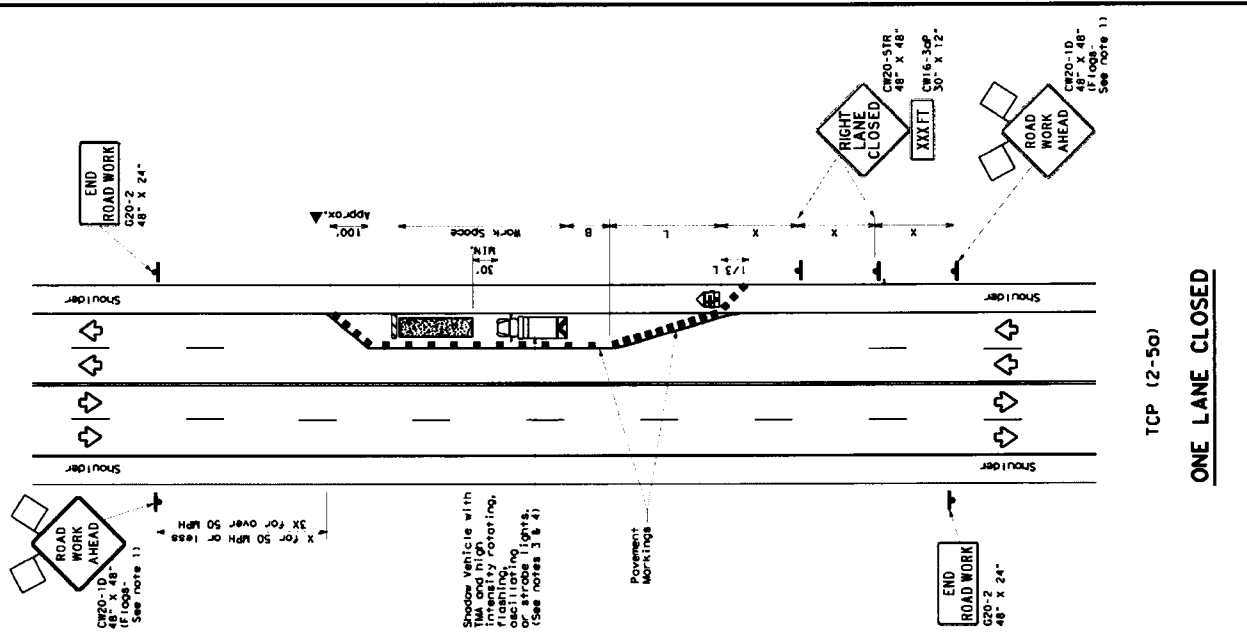 END
ROAD WORK
G20-2
48" X 24"
Shoulder
Shoulder
ROAD
WORK
AHEAD
CW20-1D
48" X 48"
(Flags-
See note 1)
X for 50 MPH or less
3X for over 50 MPH
Approx.
100'
Work Space
MIN.
30'
B
L
1/3 L
X
X
X
Shadow Vehicle with
TMA and high
intensity rotating,
flashing,
oscillating
or strobe lights.
(See notes 3 & 4)
Pavement
Markings
RIGHT
LANE
CLOSED
XXX FT
CW20-5TR
48" X 48"
CW16-3aP
30" X 12"
ROAD
WORK
AHEAD
CW20-1D
48" X 48"
(Flags-
See note 1)
Shoulder
Shoulder
END
ROAD WORK
G20-2
48" X 24"
TCP (2-5a)
ONE LANE CLOSED